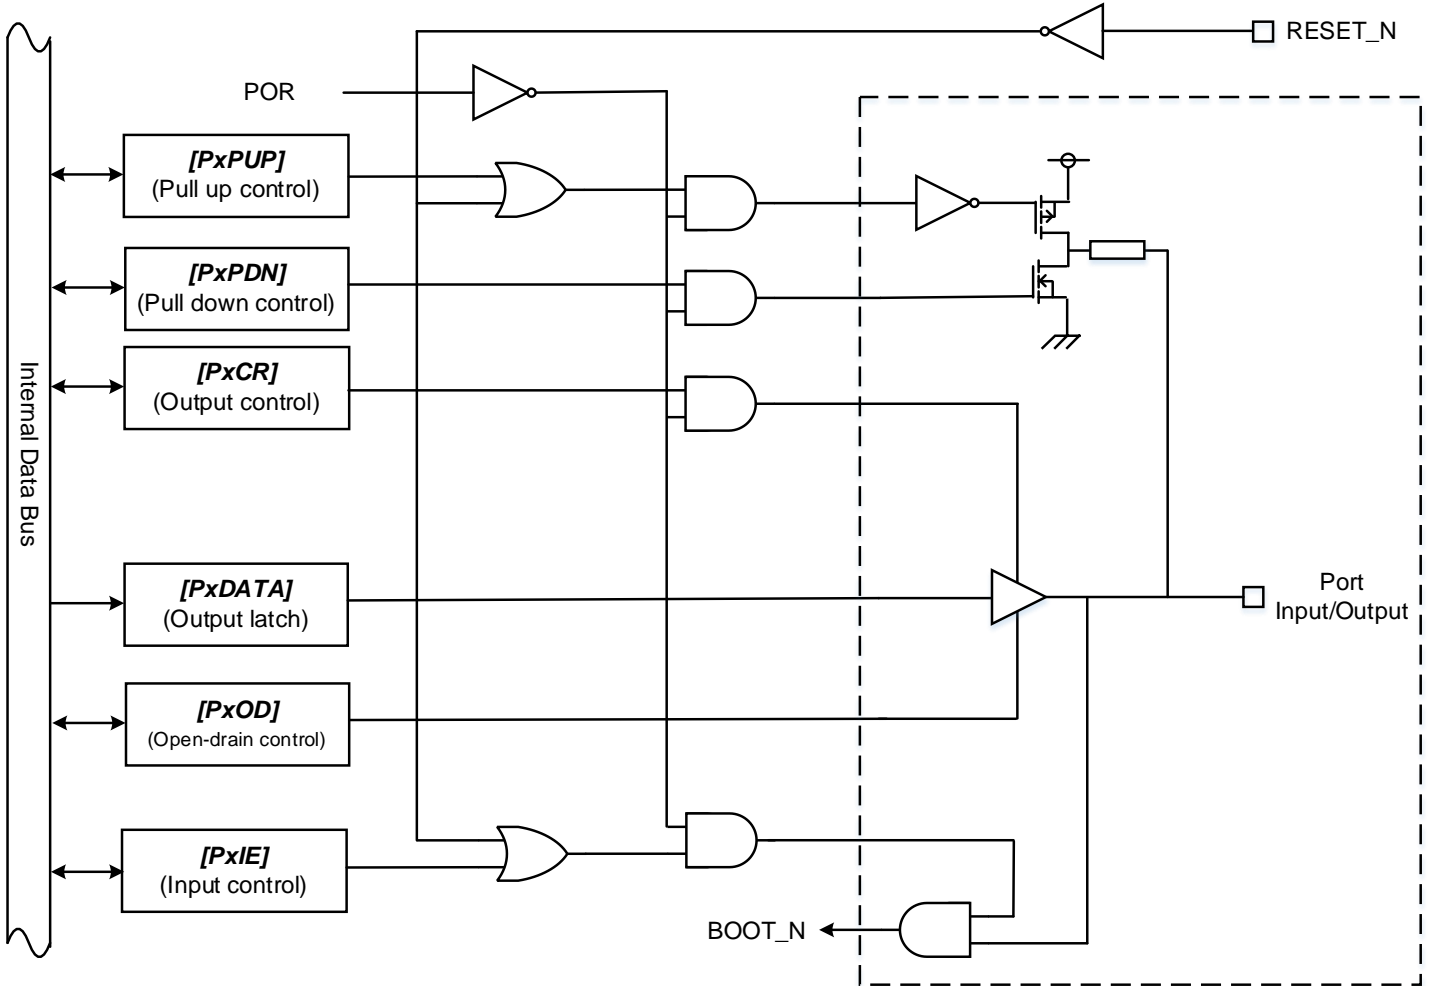 RESET_N
POR
[PxPUP]
(Pull up control)
[PxPDN]
(Pull down control)
[PxCR]
(Output control)
Internal Data Bus
[PxDATA]
(Output latch)
Port
Input/Output
[PxOD]
(Open-drain control)
[PxIE]
(Input control)
BOOT_N